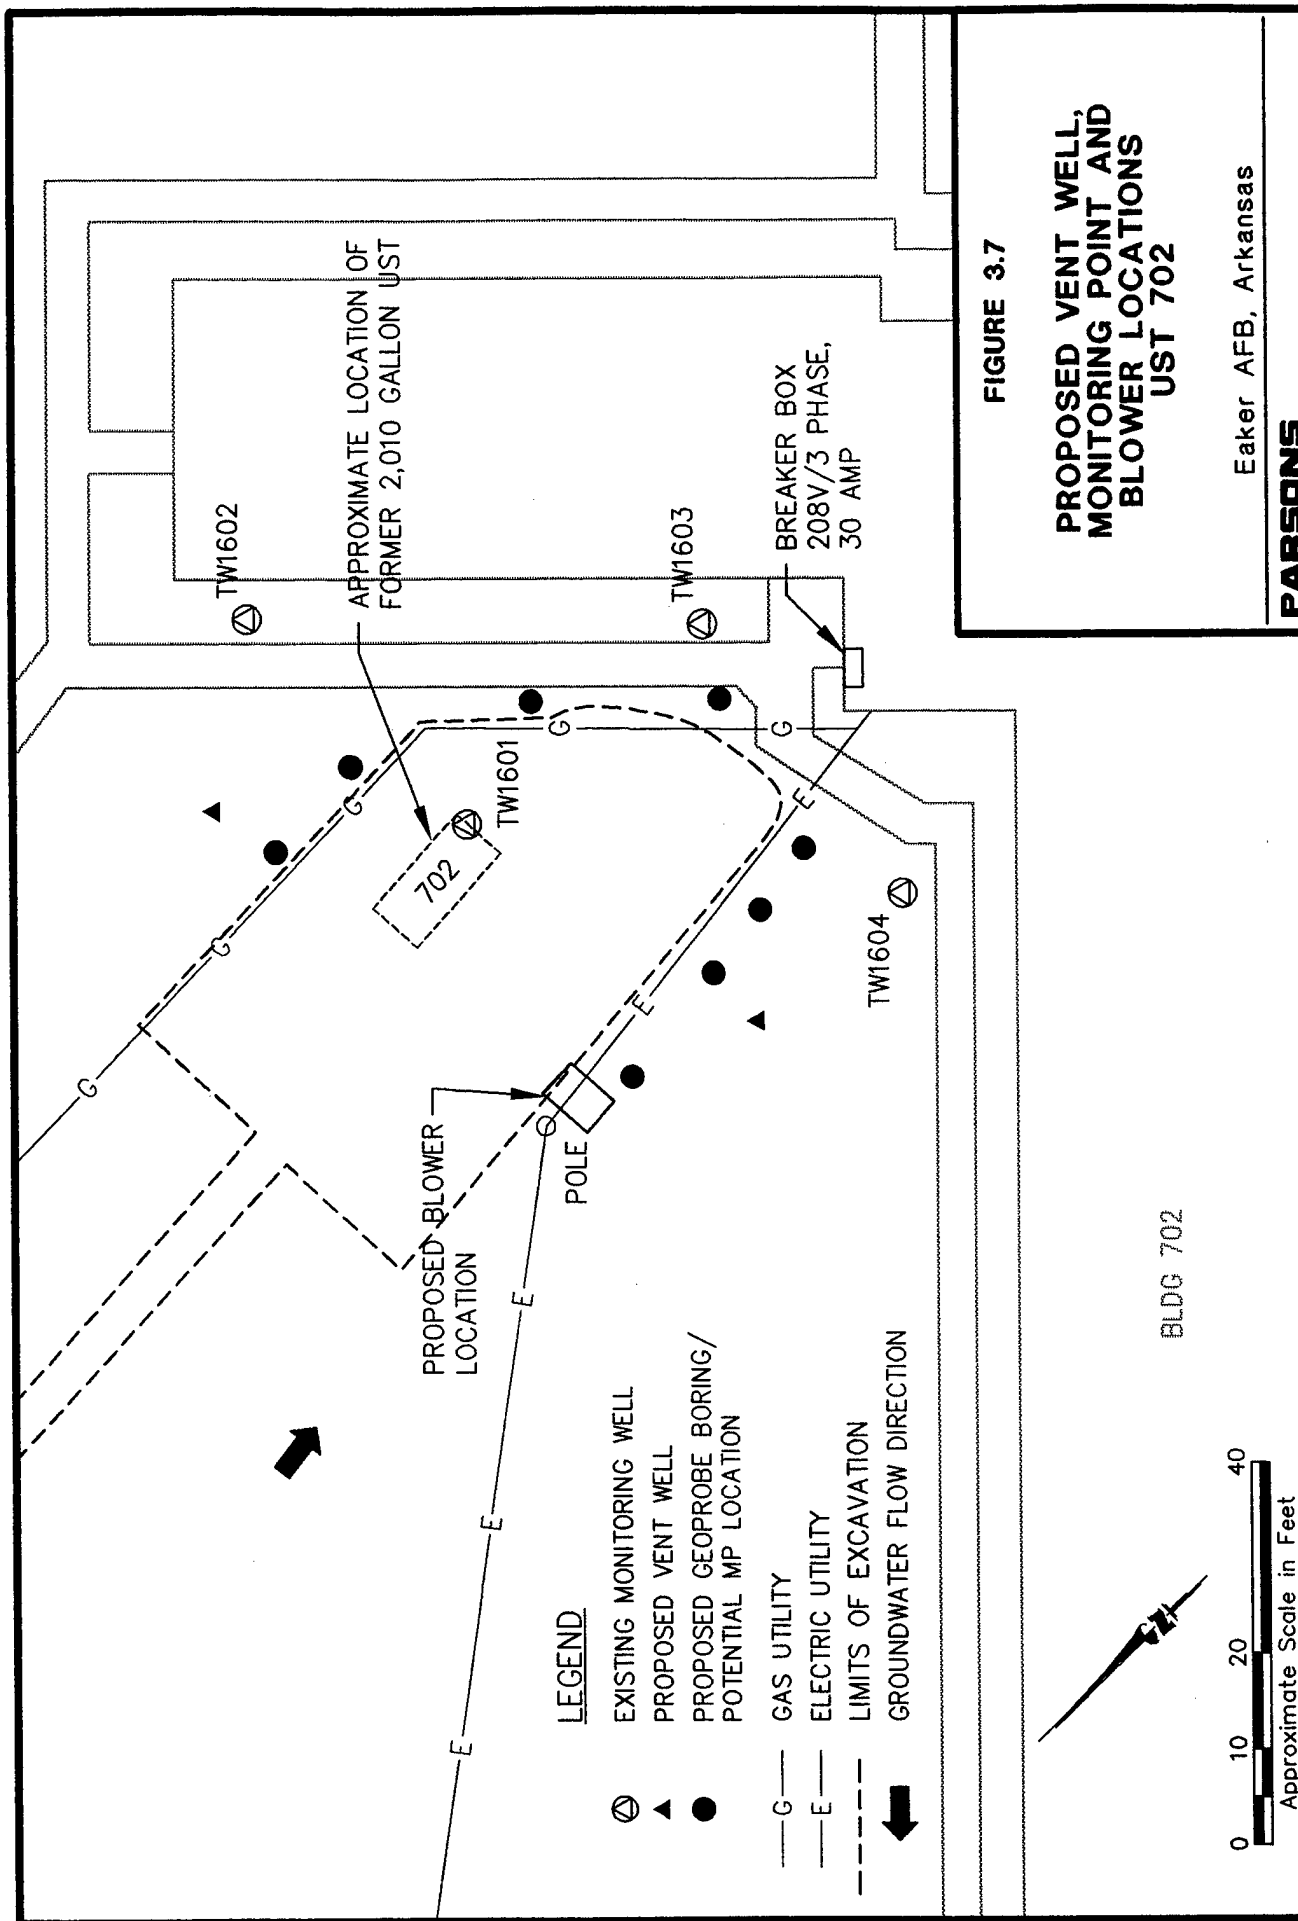 TW1602
APPROXIMATE LOCATION OF
FORMER 2,010 GALLON UST
G
G
G
G
G
702
TW1601
TW1603
BREAKER BOX
208V/3 PHASE,
30 AMP
E
E
E
E
E
TW1604
PROPOSED BLOWER
LOCATION
POLE
LEGEND
EXISTING MONITORING WELL
PROPOSED VENT WELL
PROPOSED GEOPROBE BORING/
POTENTIAL MP LOCATION
G GAS UTILITY
E ELECTRIC UTILITY
LIMITS OF EXCAVATION
GROUNDWATER FLOW DIRECTION
BLDG 702
0 10 20 40
Approximate Scale in Feet
FIGURE 3.7
PROPOSED VENT WELL,
MONITORING POINT AND
BLOWER LOCATIONS
UST 702
Eaker AFB, Arkansas
PARSONS